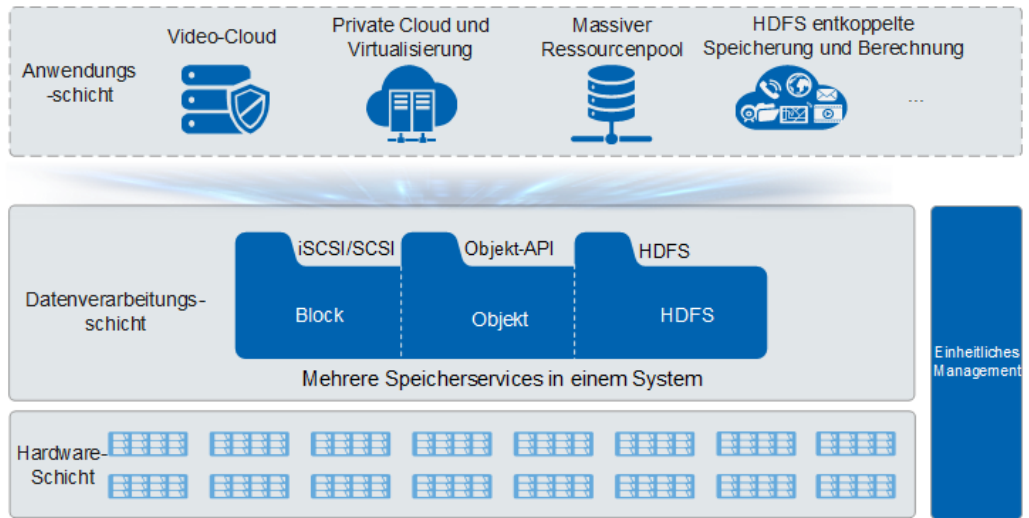 Anwendungs
-schicht
Video-Cloud
Private Cloud und
Virtualisierung
Massiver
Ressourcenpool
HDFS entkoppelte
Speicherung und Berechnung
...
Datenverarbeitungs-
schicht
iSCSI/SCSI
Objekt-API
HDFS
Block
Objekt
HDFS
Mehrere Speicherservices in einem System
Einheitliches
Management
Hardware-
Schicht